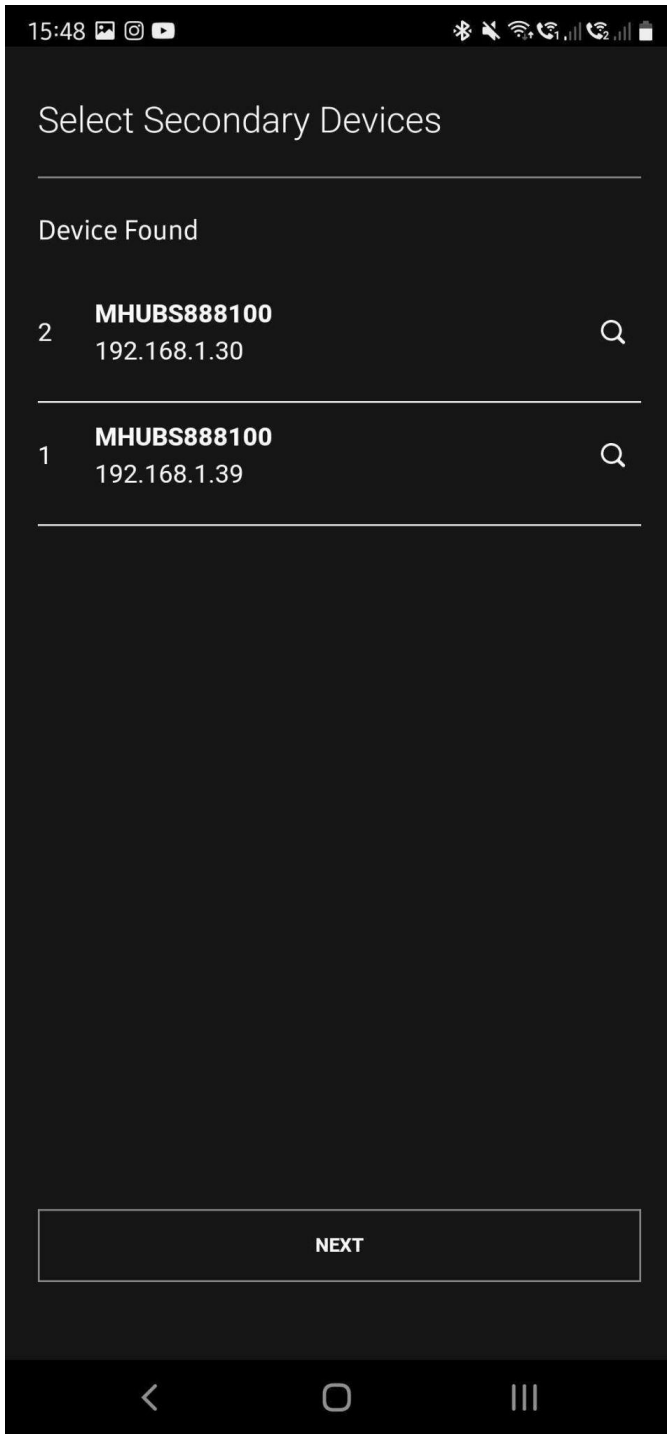 15:48
Select Secondary Devices
Device Found
2
MHUBS888100
192.168.1.30
1
MHUBS888100
192.168.1.39
NEXT